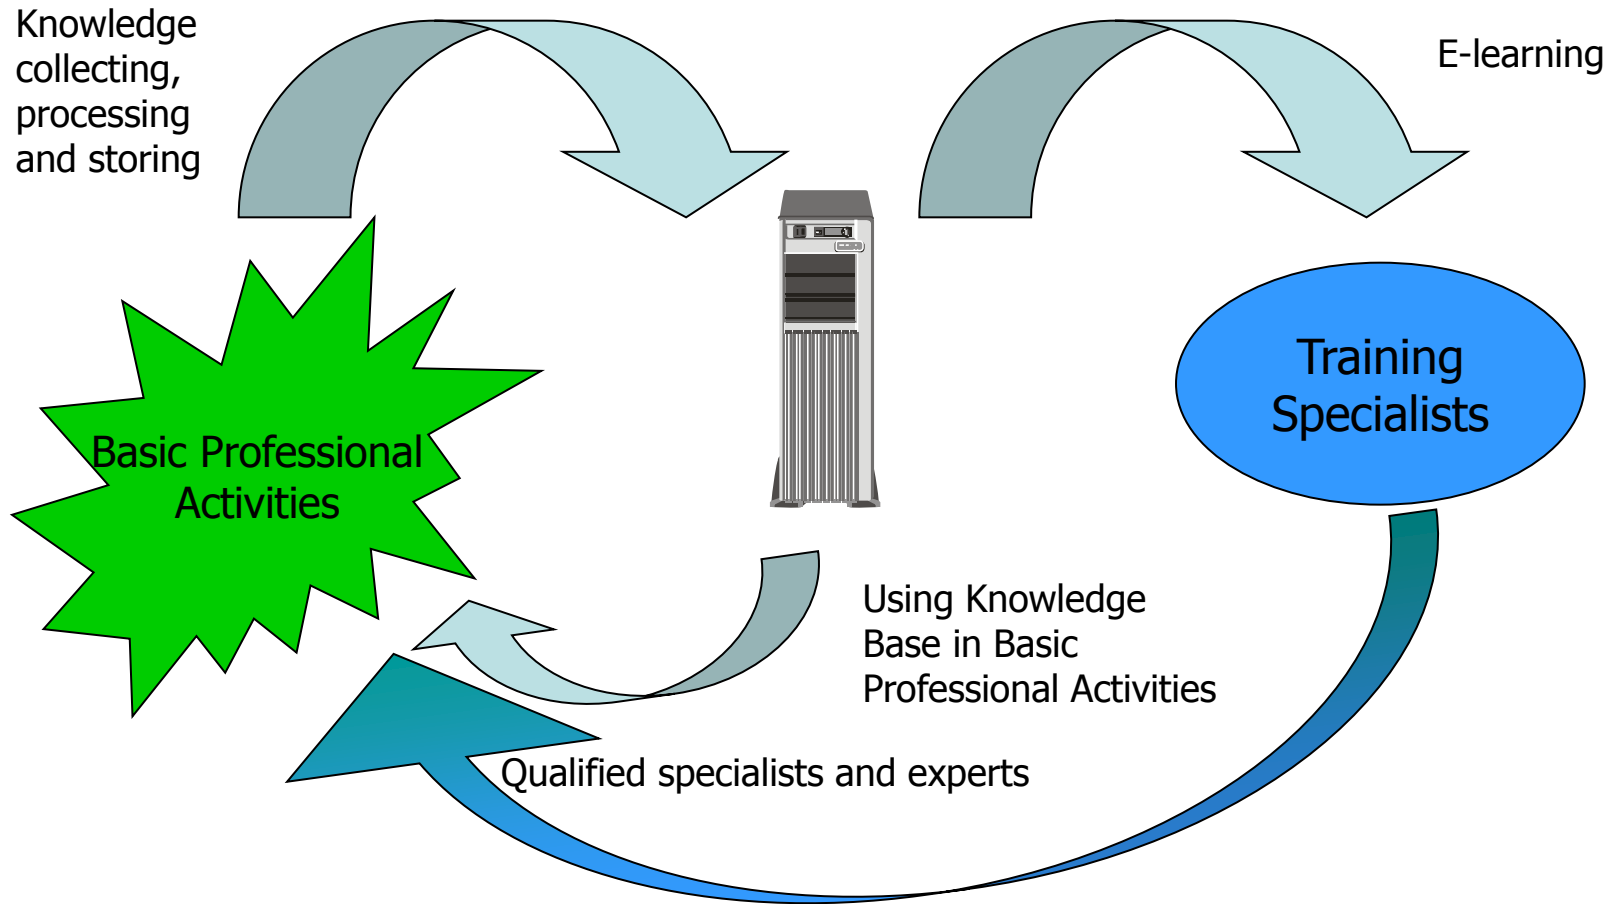 Knowledge
collecting,
processing
and storing
E-learning
Training
Specialists
Basic Professional
Activities
Using Knowledge
Base in Basic
Professional Activities
Qualified specialists and experts